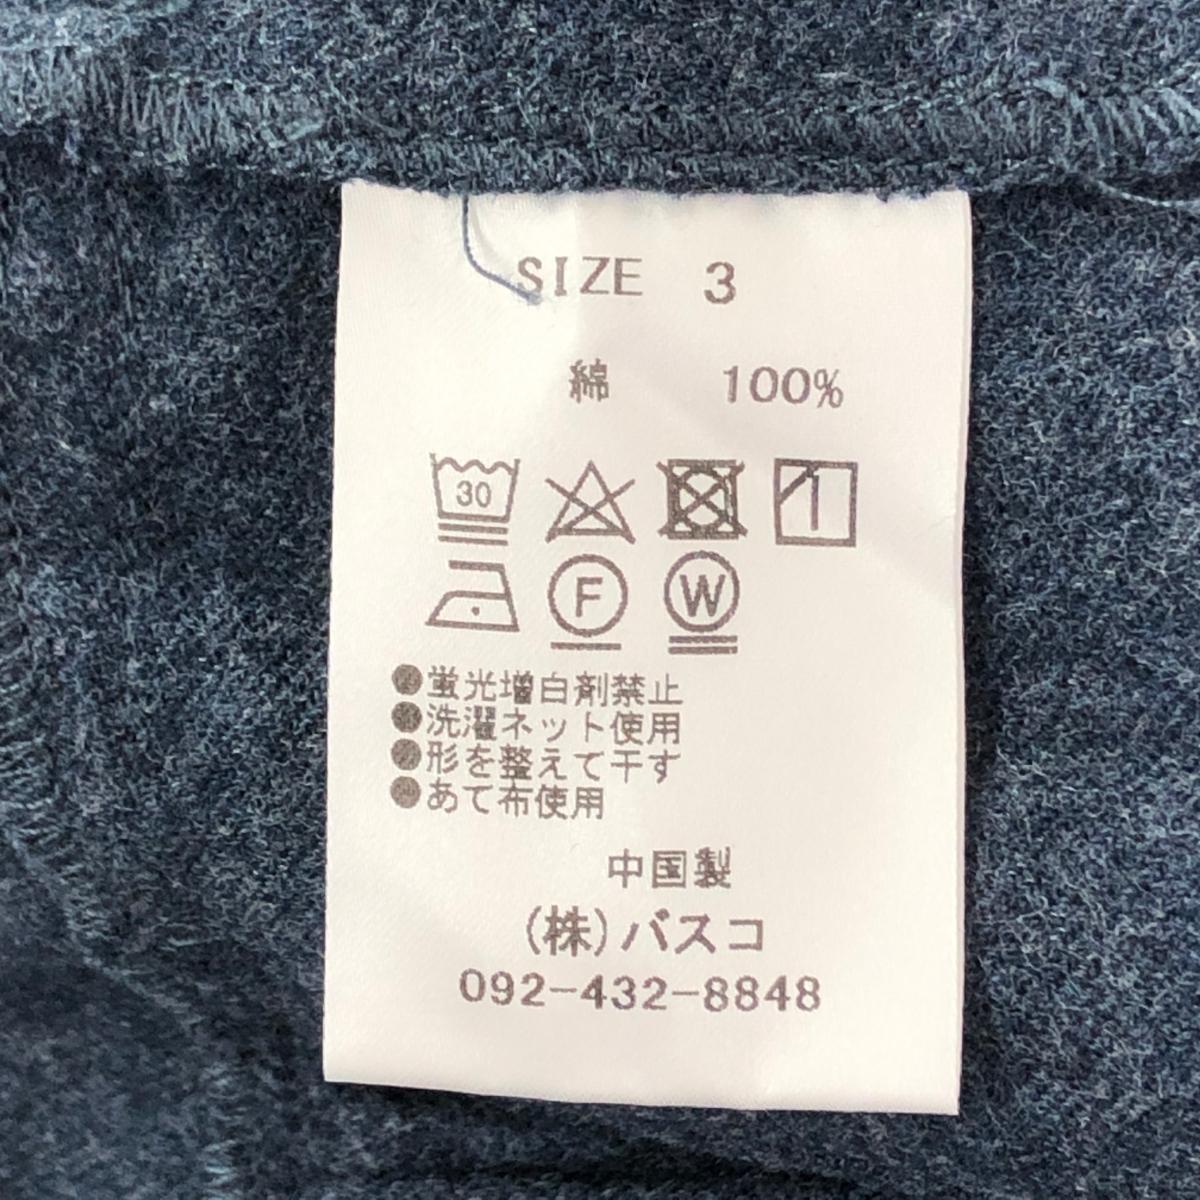 SIZE 3
綿 100%
30
F W
●蛍光増白剤禁止
●洗濯ネット使用
●形を整えて干す
●あて布使用
中国製
(株)バスコ
092-432-8848